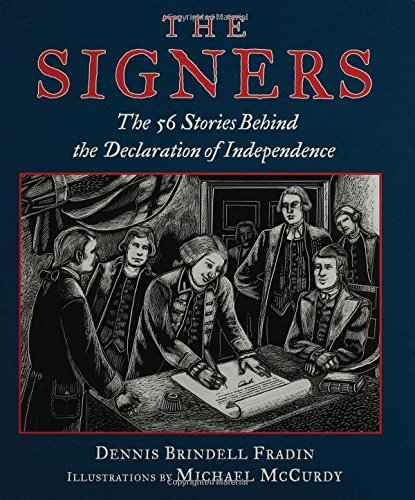 THE
SIGNERS
The 56 Stories Behind
the Declaration of Independence
DENNIS BRINDELL FRADIN
ILLUSTRATIONS BY MICHAEL MCCURDY